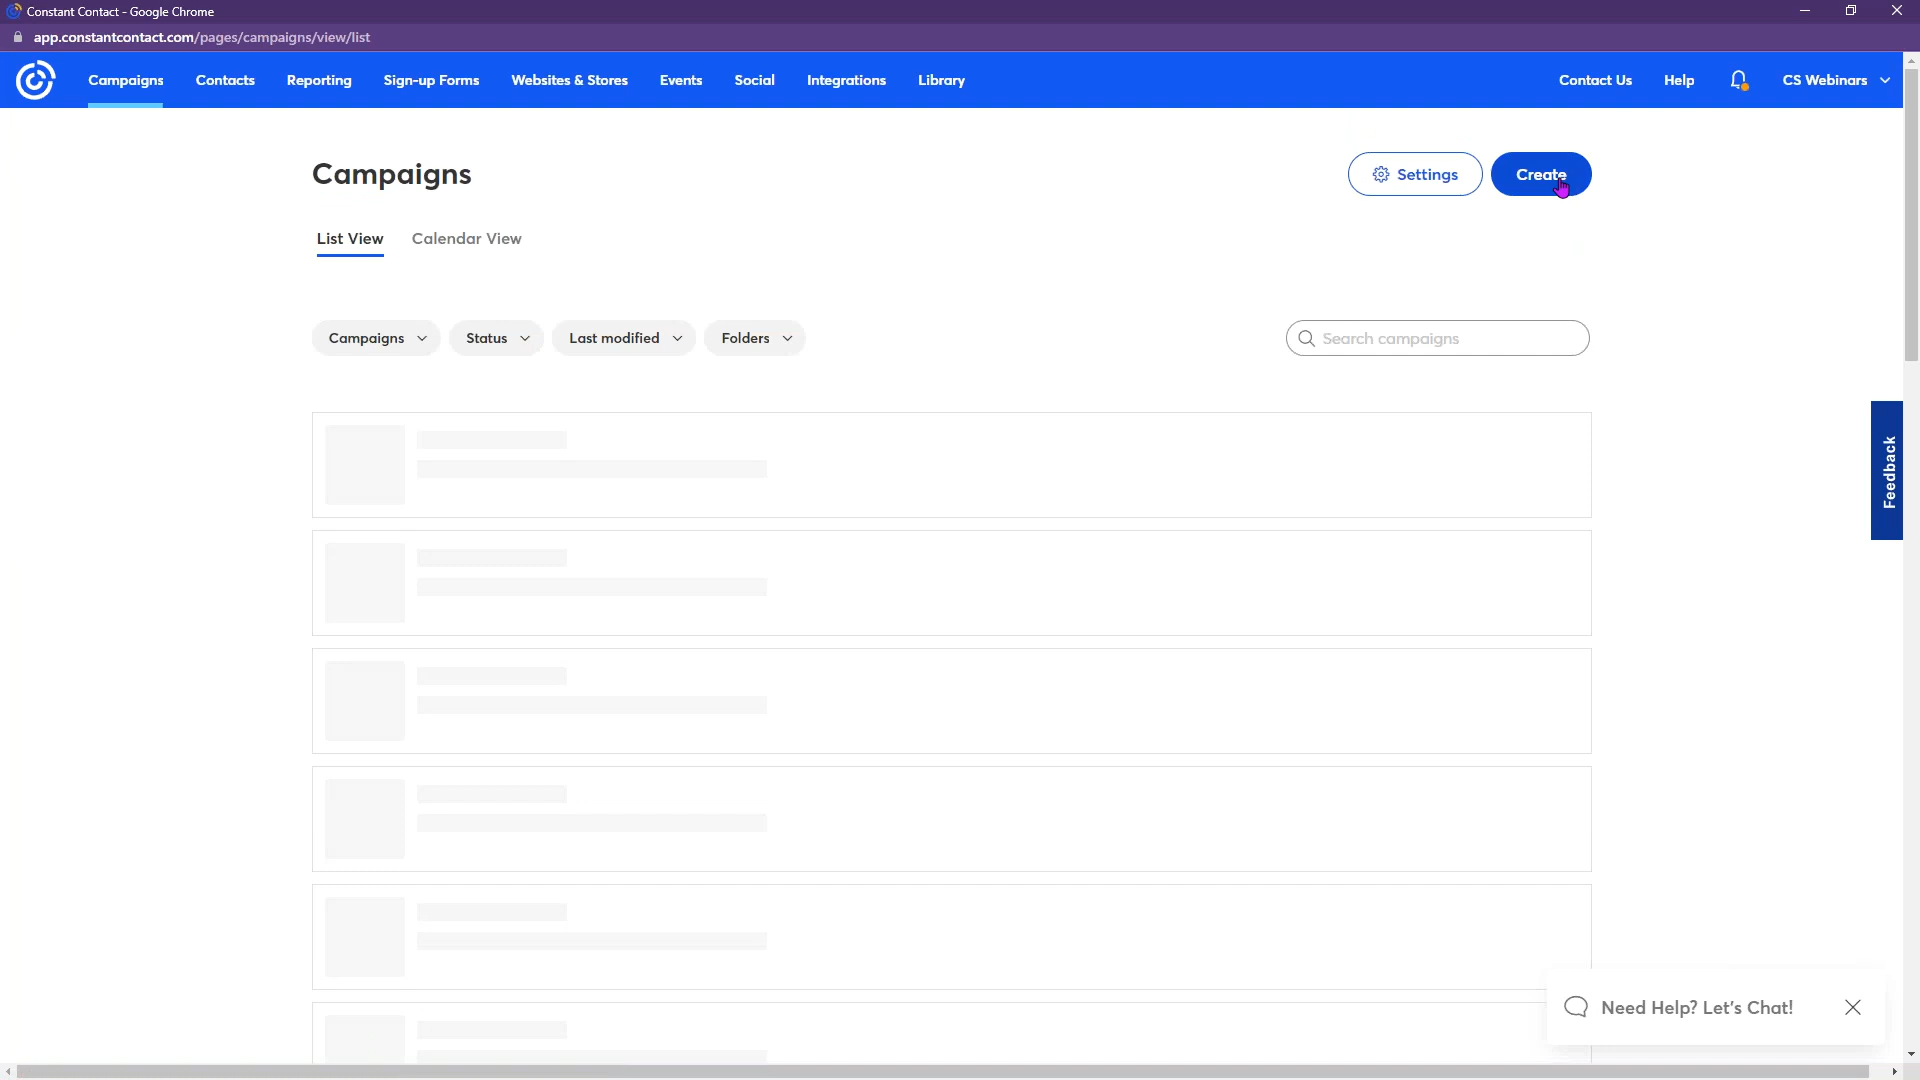 Constant Contact - Google Chrome
app.constantcontact.com/pages/campaigns/view/list
Campaigns Contacts Reporting Sign-up Forms Websites & Stores Events Social Integrations Library Contact Us Help CS Webinars
Campaigns
Settings Create
List View Calendar View
Campaigns Status Last modified Folders Search campaigns
Feedback
Need Help? Let's Chat!